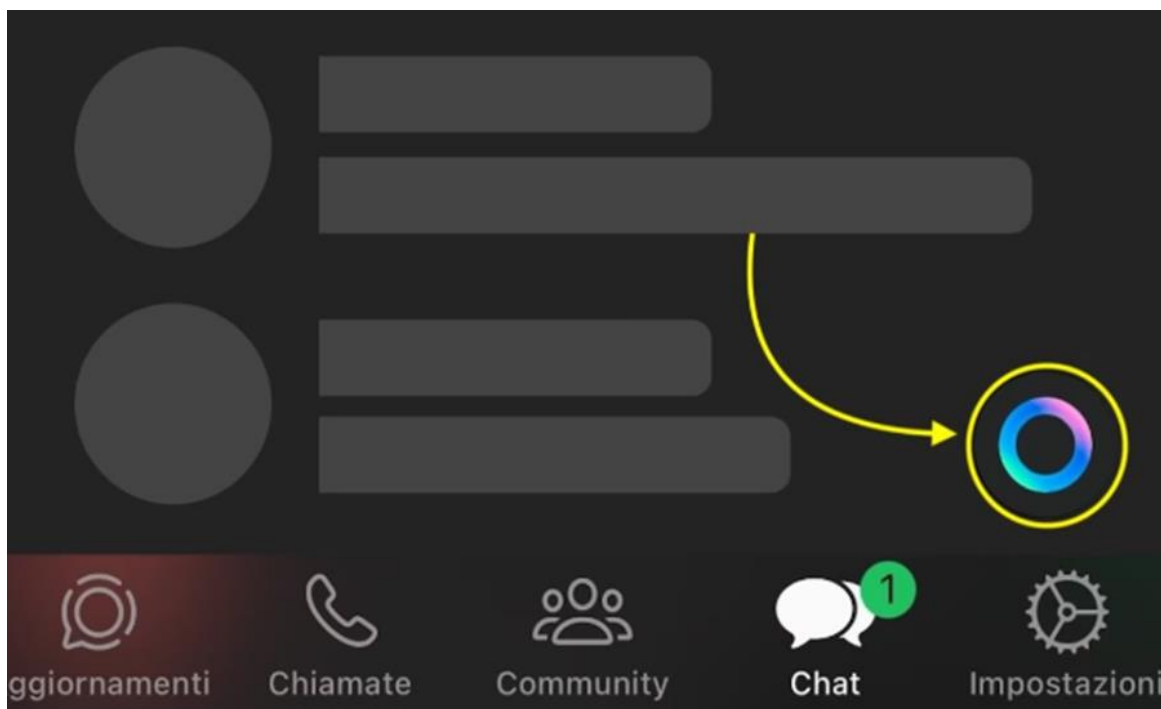 1
ggiornamenti
Chiamate
Community
Chat
Impostazioni